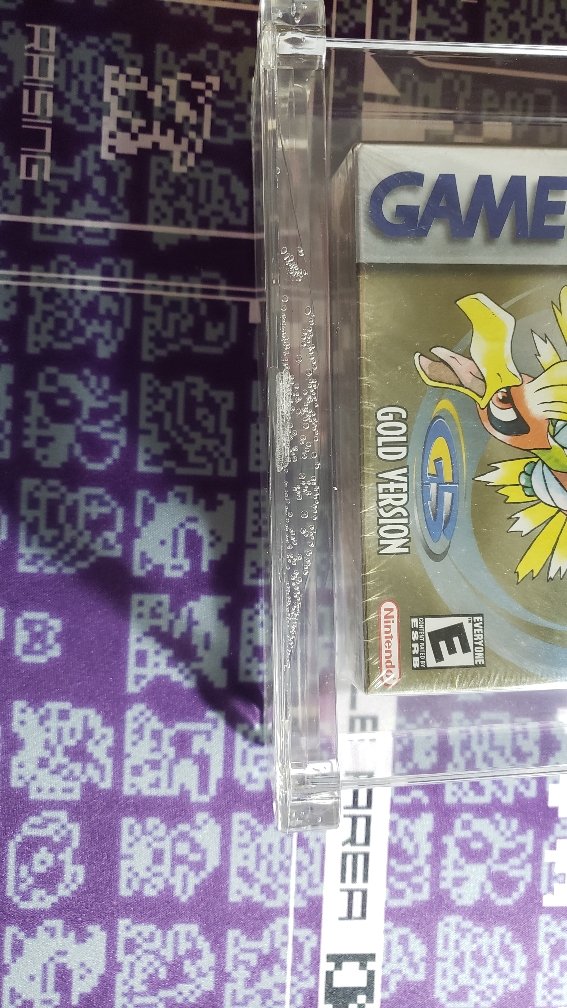 RAISING
GAME
GOLD VERSION
GS
Nintendo
EVERYONE
E
CONTENT RATED BY
ESRB
AREA